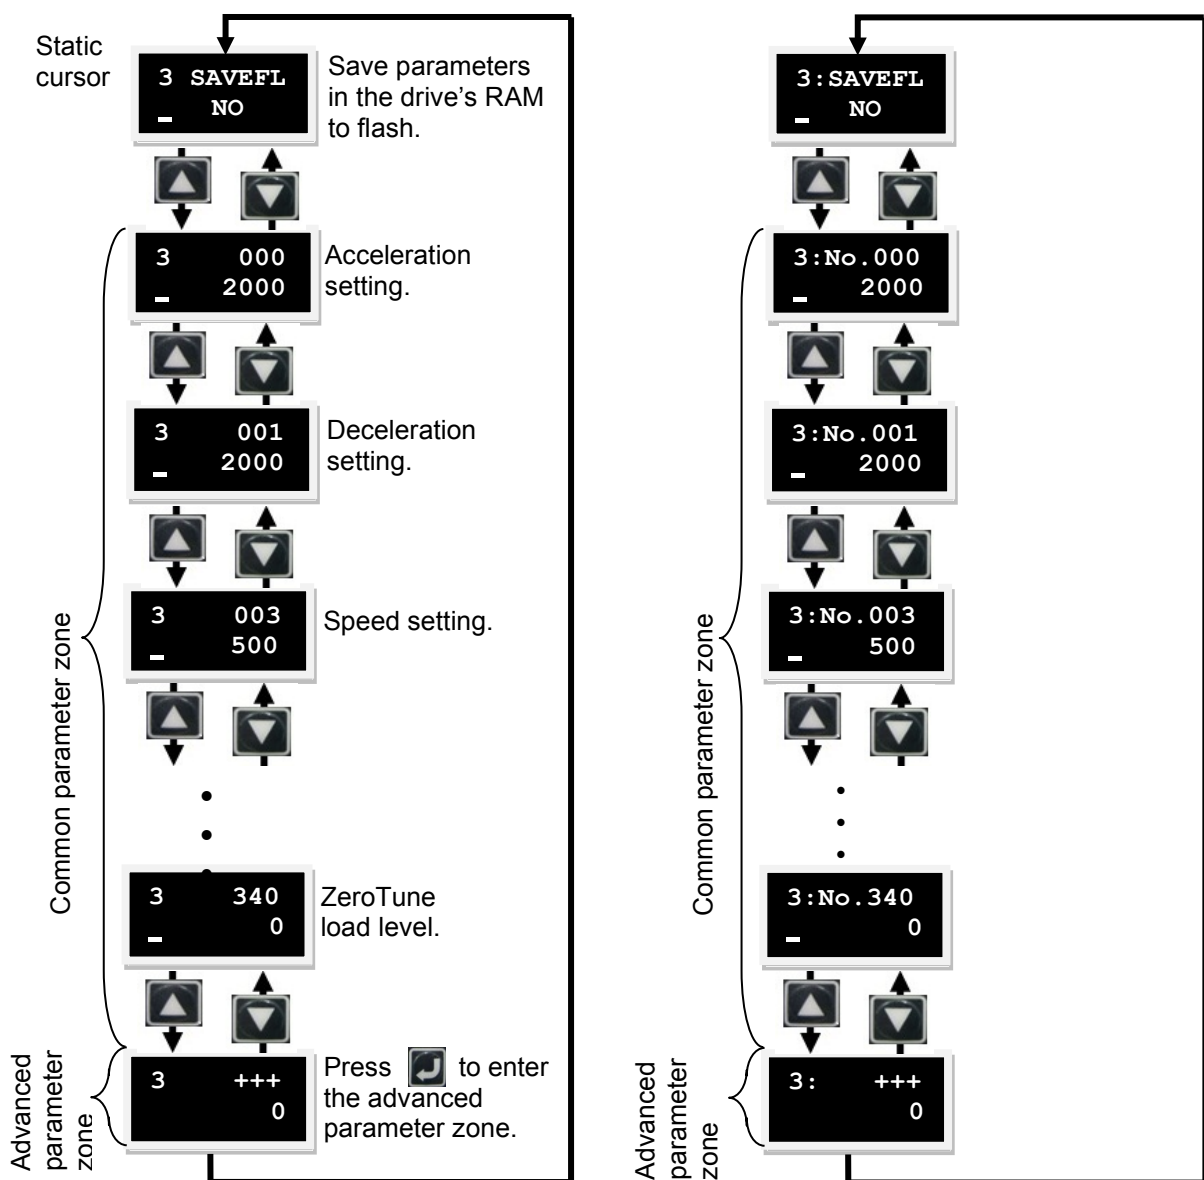 Static
cursor
3 SAVEFL
NO
Save parameters
in the drive's RAM
to flash.
3 000
2000
Acceleration
setting.
3 001
2000
Deceleration
setting.
3 003
500
Speed setting.
Common parameter zone
3 340
0
ZeroTune
load level.
Advanced
parameter
zone
3 +++
0
Press to enter
the advanced
parameter zone.
3:SAVEFL
NO
3:No.000
2000
3:No.001
2000
3:No.003
500
Common parameter zone
3:No.340
0
Advanced
parameter
zone
3: +++
0